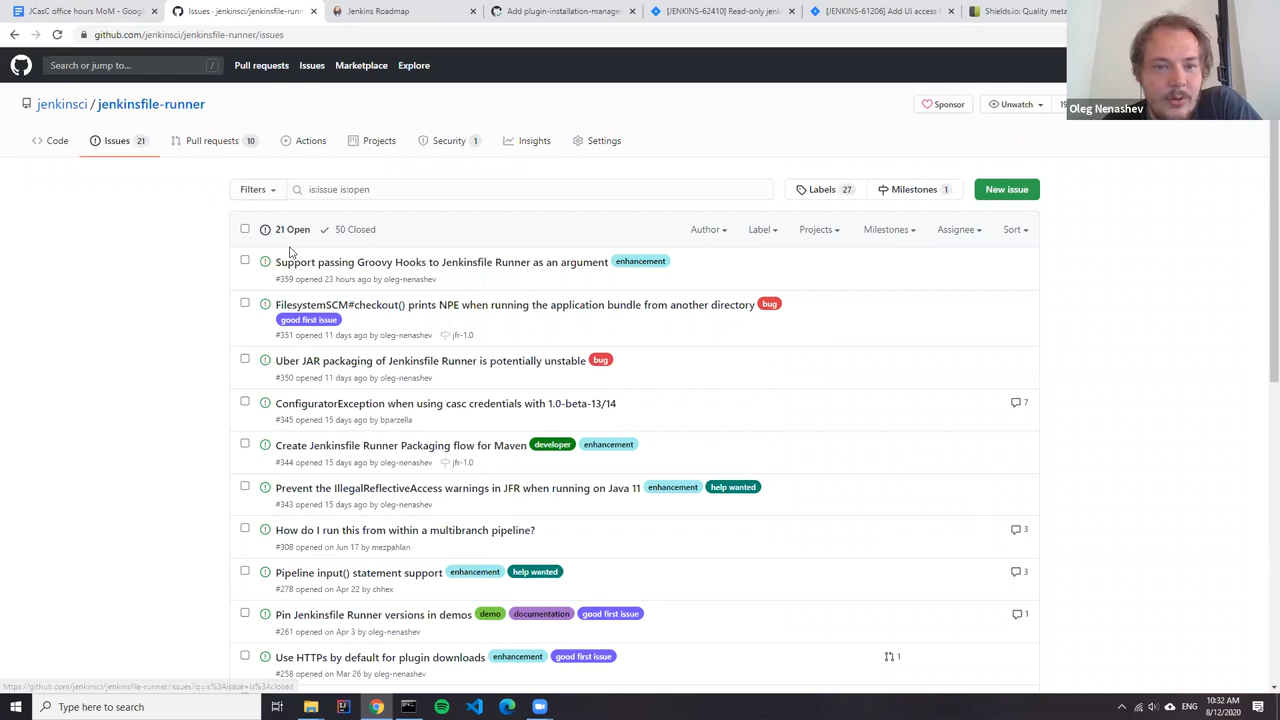 JCasC office hours MoM - Goog
Issues · jenkinsci/jenkinsfile-run
Jenkins Roadmap
Add plugin-installation-manage
[JENKINS-62410] Read-only jenk
[JENKINS-61206] Add UI access t
Shields.io: Quality meta
github.com/jenkinsci/jenkinsfile-runner/issues
Search or jump to... /
Pull requests Issues Marketplace Explore
Oleg Nenashev
jenkinsci / jenkinsfile-runner
Sponsor Unwatch 19
Code Issues 21 Pull requests 10 Actions Projects Security 1 Insights Settings
Filters is:issue is:open Labels 27 Milestones 1 New issue
21 Open 50 Closed Author Label Projects Milestones Assignee Sort
Support passing Groovy Hooks to Jenkinsfile Runner as an argument enhancement
#359 opened 23 hours ago by oleg-nenashev
FilesystemSCM#checkout() prints NPE when running the application bundle from another directory bug
good first issue
#351 opened 11 days ago by oleg-nenashev jfr-1.0
Uber JAR packaging of Jenkinsfile Runner is potentially unstable bug
#350 opened 11 days ago by oleg-nenashev
ConfiguratorException when using casc credentials with 1.0-beta-13/14 7
#345 opened 15 days ago by bparzella
Create Jenkinsfile Runner Packaging flow for Maven developer enhancement
#344 opened 15 days ago by oleg-nenashev jfr-1.0
Prevent the IllegalReflectiveAccess warnings in JFR when running on Java 11 enhancement help wanted
#343 opened 15 days ago by oleg-nenashev
How do I run this from within a multibranch pipeline? 3
#308 opened on Jun 17 by mezpahlan
Pipeline input() statement support enhancement help wanted 3
#278 opened on Apr 22 by chhex
Pin Jenkinsfile Runner versions in demos demo documentation good first issue 1
#261 opened on Apr 3 by oleg-nenashev
Use HTTPs by default for plugin downloads enhancement good first issue 1
#258 opened on Mar 26 by oleg-nenashev
https://github.com/jenkinsci/jenkinsfile-runner/issues?q=is%3Aissue+is%3Aclosed
Type here to search
ENG
10:32 AM
8/12/2020